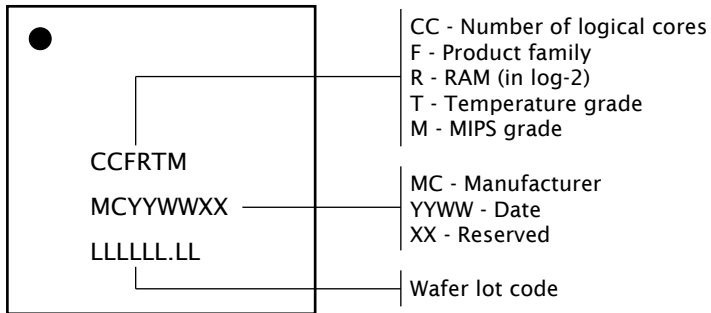 CCFRTM
MCYYWWXX
LLLLLL.LL
CC - Number of logical cores
F - Product family
R - RAM (in log-2)
T - Temperature grade
M - MIPS grade
MC - Manufacturer
YYWW - Date
XX - Reserved
Wafer lot code